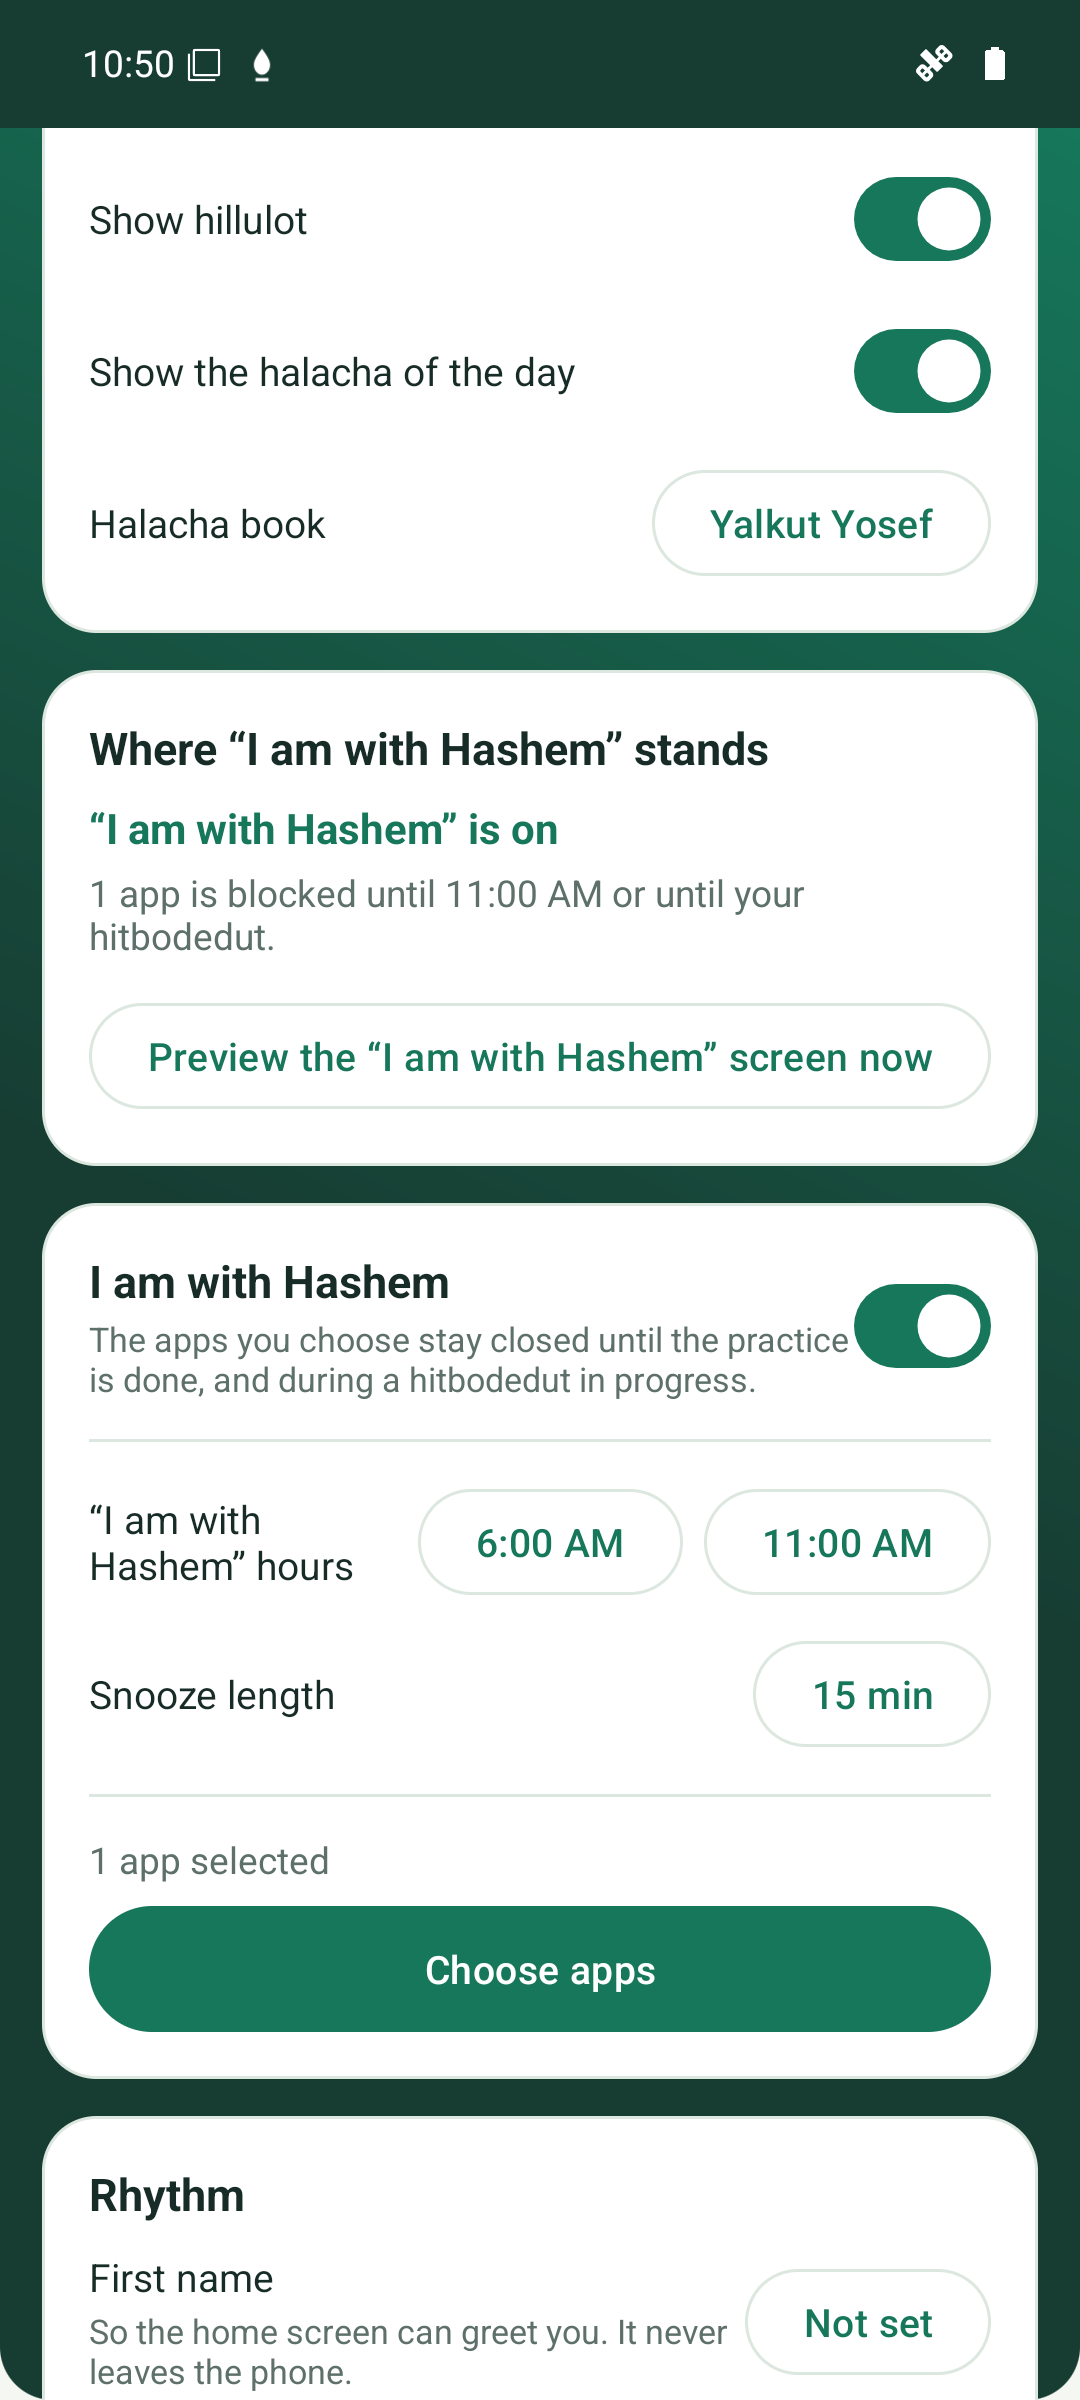 10:50
Show hillulot
Show the halacha of the day
Halacha book
Yalkut Yosef
Where “I am with Hashem” stands
“I am with Hashem” is on
1 app is blocked until 11:00 AM or until your
hitbodedut.
Preview the “I am with Hashem” screen now
I am with Hashem
The apps you choose stay closed until the practice
is done, and during a hitbodedut in progress.
“I am with
Hashem” hours
6:00 AM
11:00 AM
Snooze length
15 min
1 app selected
Choose apps
Rhythm
First name
So the home screen can greet you. It never
leaves the phone.
Not set